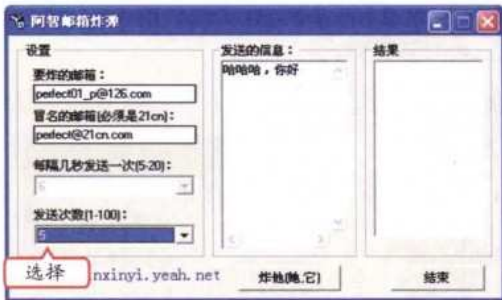 阿智邮箱炸弹
设置
要炸的邮箱:
perfect01_p@126.com
冒名的邮箱(必须是21cn):
perfect@21cn.com
每隔几秒发送一次(5-20):
6
发送次数(1-100):
5
选择
nxinyi.yeah.net
发送的信息:
哈哈哈,你好
炸他(她,它)
结果
结束